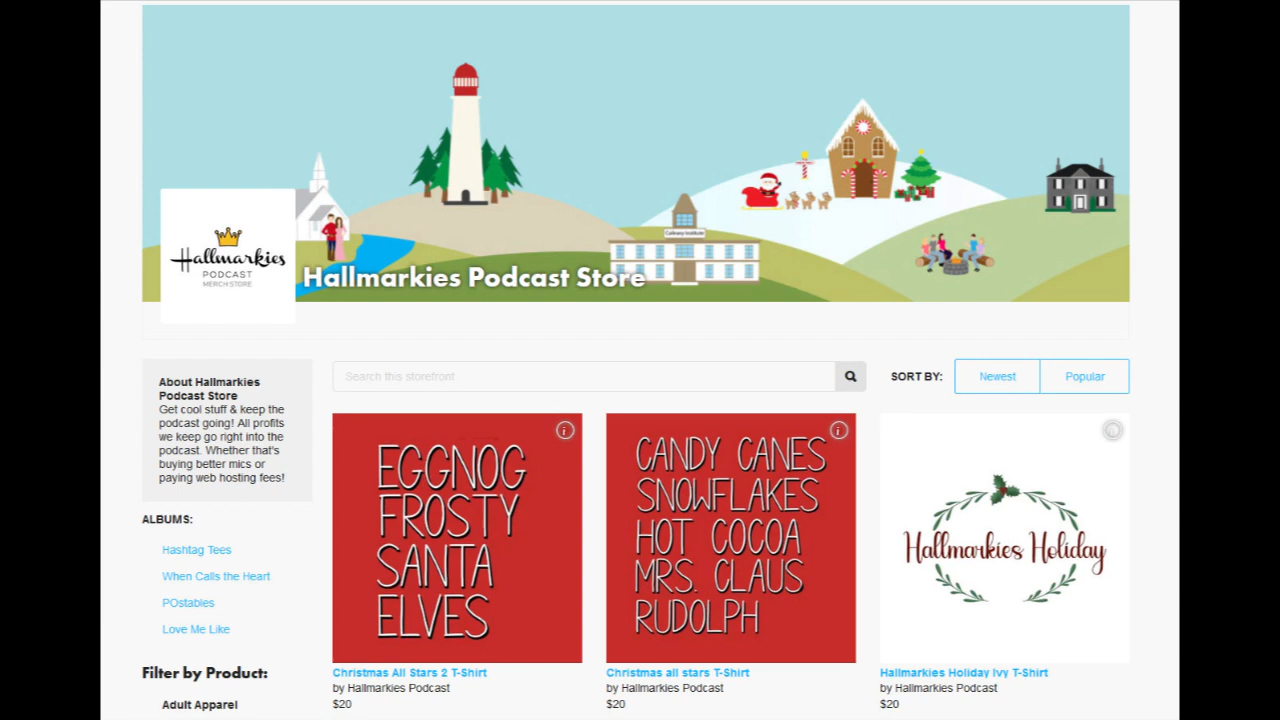 Culinary Institute
Hallmarkies
PODCAST
MERCH STORE
Hallmarkies Podcast Store
About Hallmarkies
Podcast Store
Get cool stuff & keep the
podcast going! All profits
we keep go right into the
podcast. Whether that's
buying better mics or
paying web hosting fees!
ALBUMS:
Hashtag Tees
When Calls the Heart
POstables
Love Me Like
Filter by Product:
Adult Apparel
Search this storefront
SORT BY:
Newest
Popular
EGGNOG
FROSTY
SANTA
ELVES
Christmas All Stars 2 T-Shirt
by Hallmarkies Podcast
$20
CANDY CANES
SNOWFLAKES
HOT COCOA
MRS. CLAUS
RUDOLPH
Christmas all stars T-Shirt
by Hallmarkies Podcast
$20
Hallmarkies Holiday
Hallmarkies Holiday Ivy T-Shirt
by Hallmarkies Podcast
$20